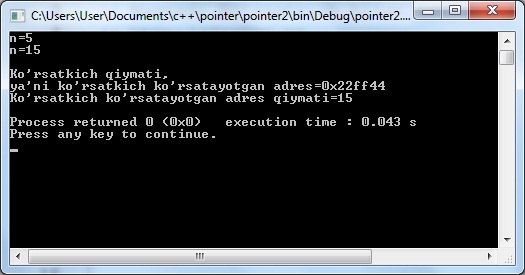 C:\Users\User\Documents\c++\pointer\pointer2\bin\Debug\pointer2....
n=5
n=15
Ko'rsatkich qiymati,
ya'ni ko'rsatkich ko'rsatayotgan adres=0x22ff44
Ko'rsatkich ko'rsatayotgan adres qiymati=15
Process returned 0 (0x0)   execution time : 0.043 s
Press any key to continue.